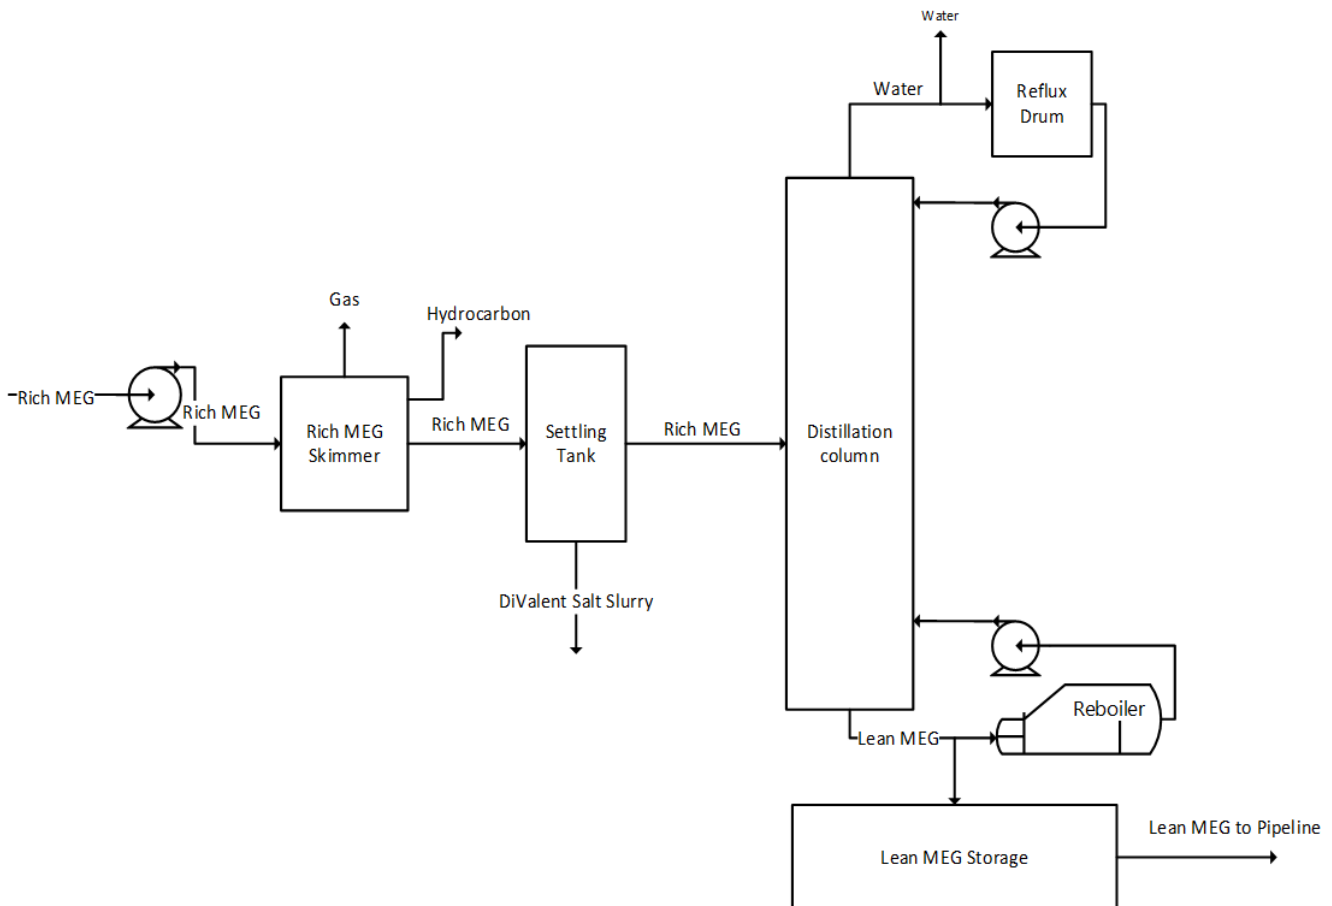 Water
Water
Reflux
Drum
Gas
Hydrocarbon
Rich MEG
Rich MEG
Rich MEG
Skimmer
Rich MEG
Settling
Tank
Rich MEG
Distillation
column
DiValent Salt Slurry
Reboiler
Lean MEG
Lean MEG Storage
Lean MEG to Pipeline